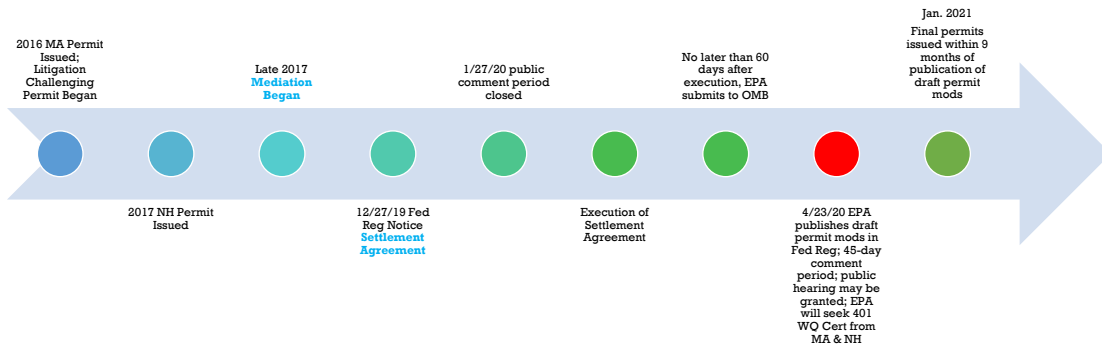 2016 MA Permit
Issued;
Litigation
Challenging
Permit Began
2017 NH Permit
Issued
Late 2017
Mediation
Began
12/27/19 Fed
Reg Notice
Settlement
Agreement
1/27/20 public
comment period
closed
Execution of
Settlement
Agreement
No later than 60
days after
execution, EPA
submits to OMB
4/23/20 EPA
publishes draft
permit mods in
Fed Reg; 45-day
comment
period; public
hearing may be
granted; EPA
will seek 401
WQ Cert from
MA & NH
Jan. 2021
Final permits
issued within 9
months of
publication of
draft permit
mods